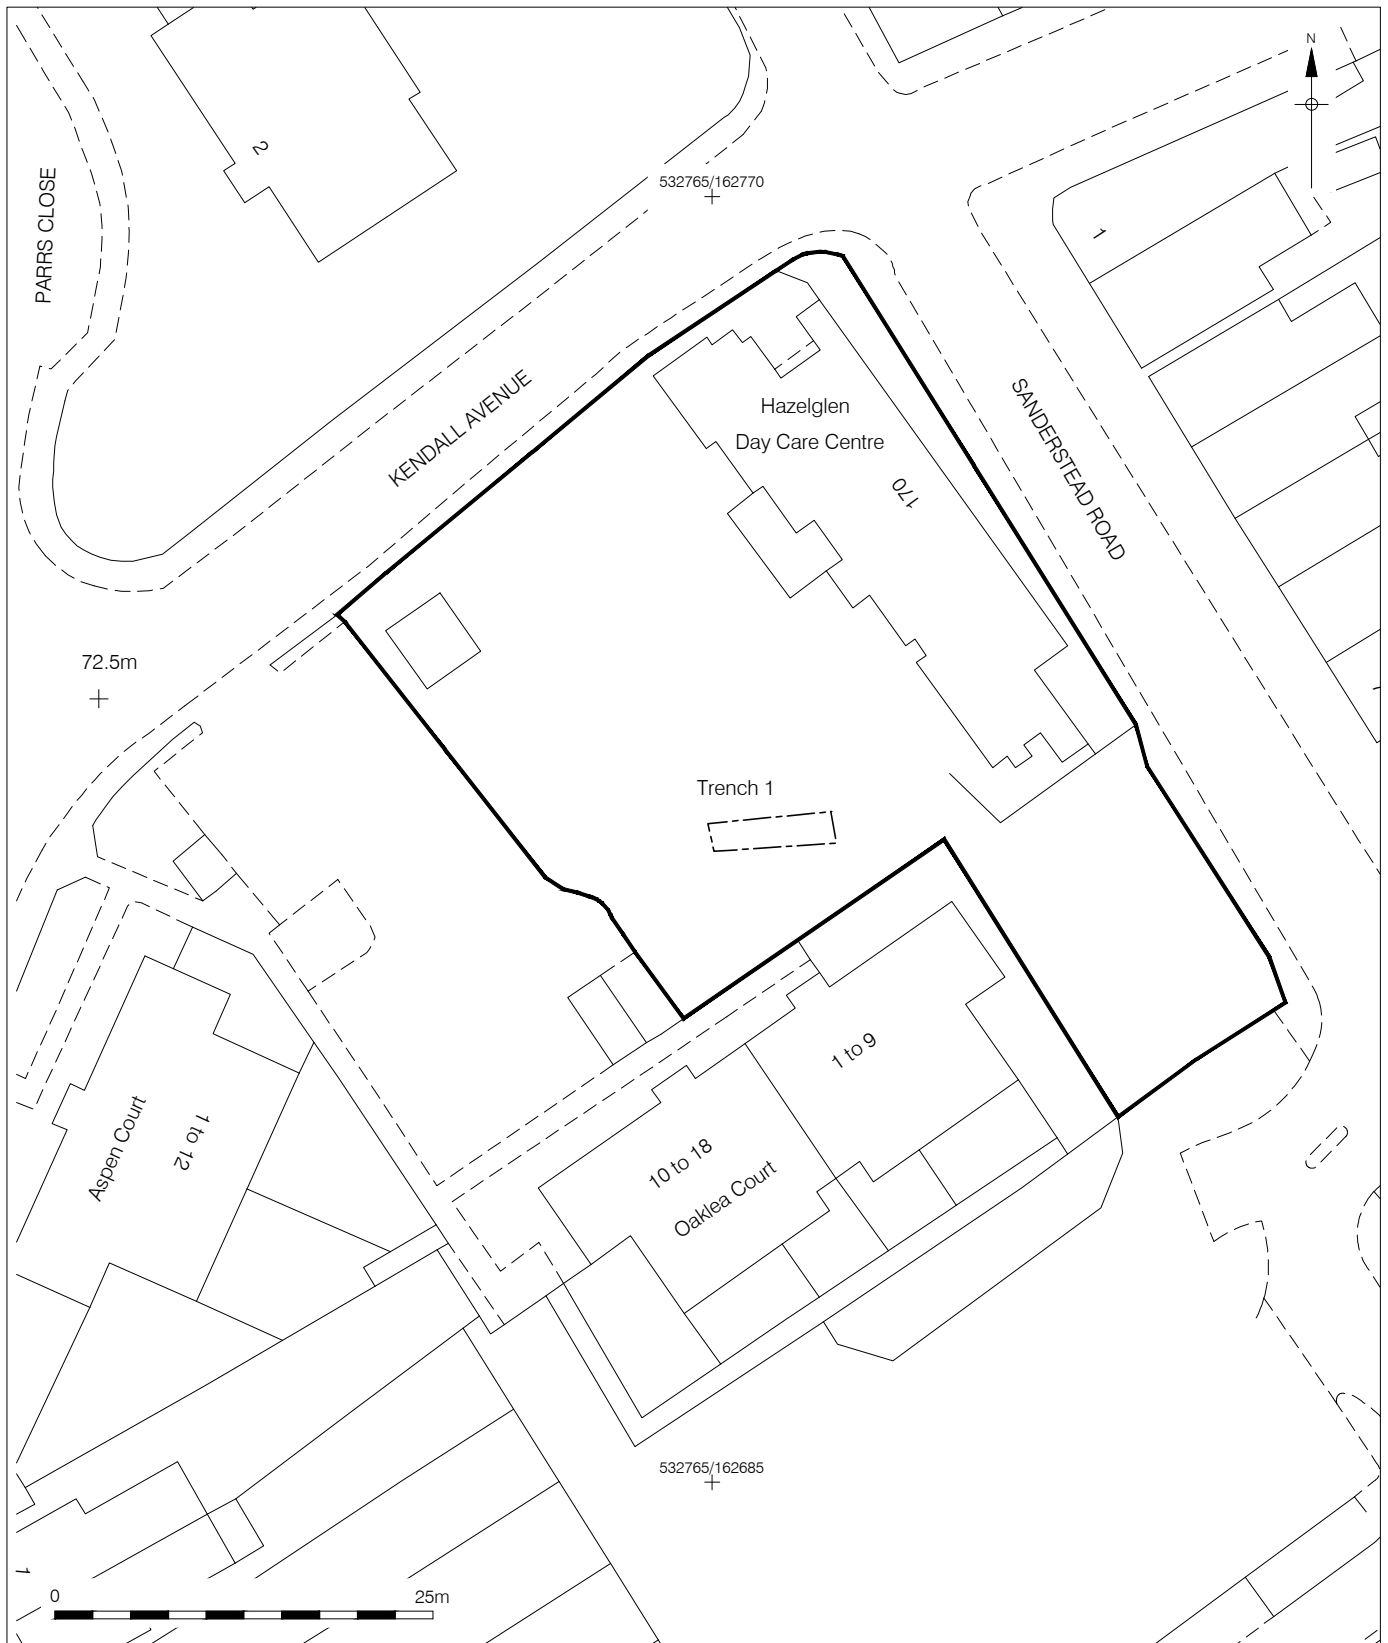 N
2
532765/162770
1
PARRS CLOSE
KENDALL AVENUE
Hazelglen
Day Care Centre
SANDERSTEAD ROAD
170
72.5m
Trench 1
1 to 9
Aspen Court
1 to 12
10 to 18
Oaklea Court
532765/162685
1
0
25m